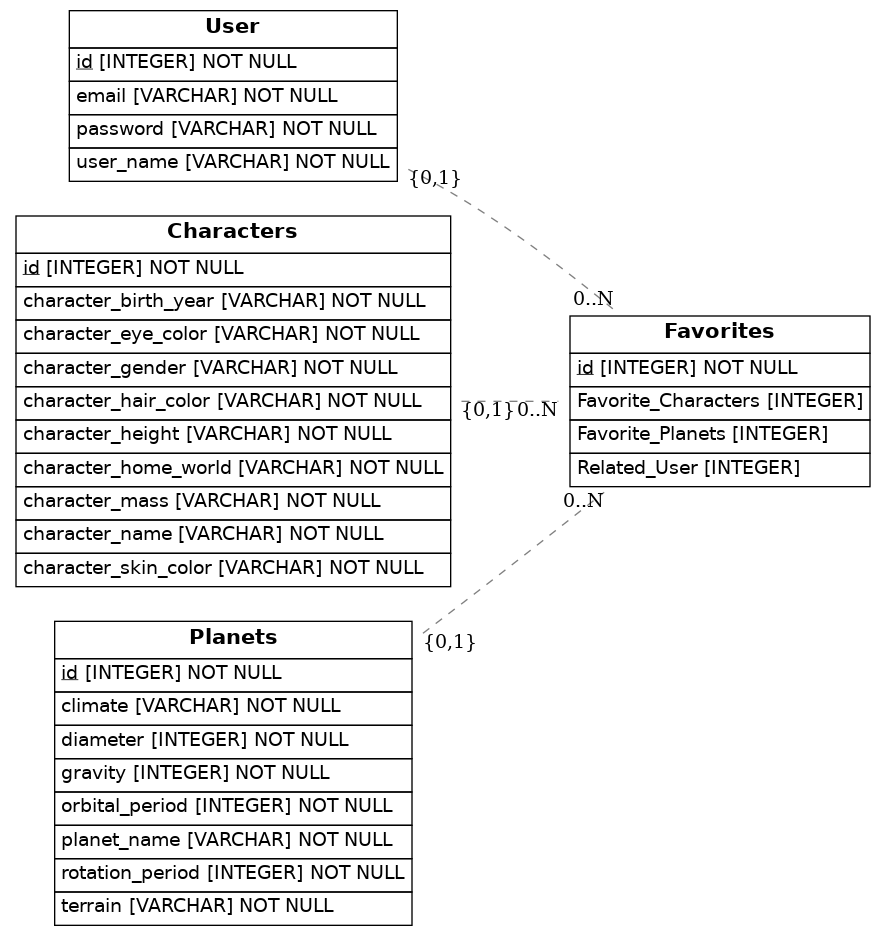 User
id [INTEGER] NOT NULL
email [VARCHAR] NOT NULL
password [VARCHAR] NOT NULL
user_name [VARCHAR] NOT NULL
{0,1}
0..N
Characters
id [INTEGER] NOT NULL
character_birth_year [VARCHAR] NOT NULL
character_eye_color [VARCHAR] NOT NULL
character_gender [VARCHAR] NOT NULL
character_hair_color [VARCHAR] NOT NULL
character_height [VARCHAR] NOT NULL
character_home_world [VARCHAR] NOT NULL
character_mass [VARCHAR] NOT NULL
character_name [VARCHAR] NOT NULL
character_skin_color [VARCHAR] NOT NULL
{0,1} 0..N
Favorites
id [INTEGER] NOT NULL
Favorite_Characters [INTEGER]
Favorite_Planets [INTEGER]
Related_User [INTEGER]
0..N
{0,1}
Planets
id [INTEGER] NOT NULL
climate [VARCHAR] NOT NULL
diameter [INTEGER] NOT NULL
gravity [INTEGER] NOT NULL
orbital_period [INTEGER] NOT NULL
planet_name [VARCHAR] NOT NULL
rotation_period [INTEGER] NOT NULL
terrain [VARCHAR] NOT NULL